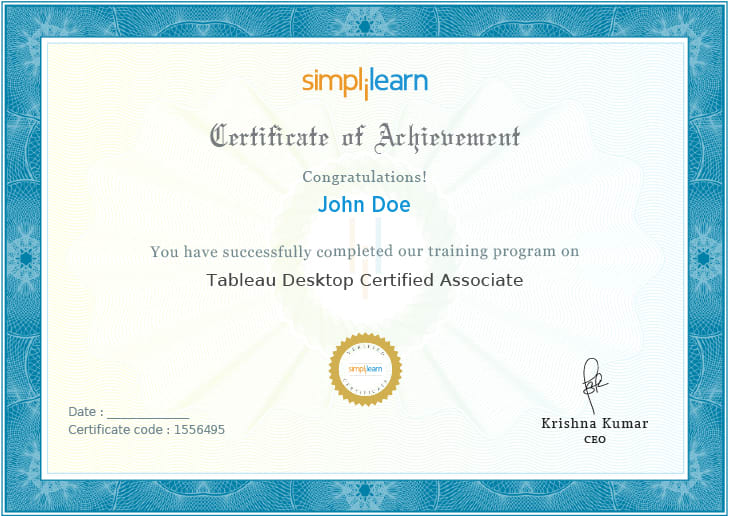 simplilearn
Certificate of Achievement
Congratulations!
John Doe
You have successfully completed our training program on
Tableau Desktop Certified Associate
CERTIFIED
simplilearn
CERTIFICATE
Date : _____________
Certificate code : 1556495
Krishna Kumar
CEO